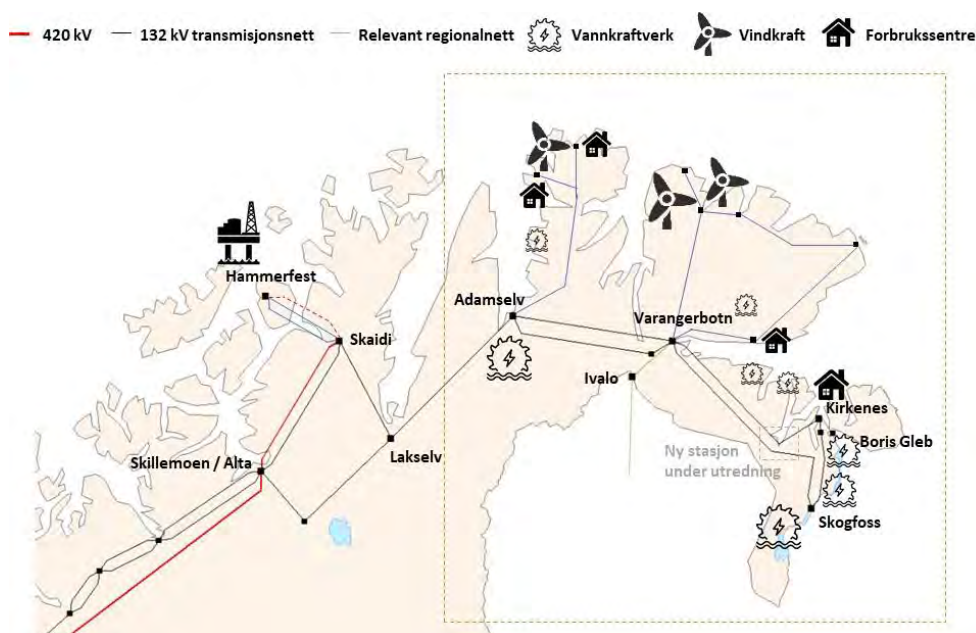 420 kV
132 kV transmisjonsnett
Relevant regionalnett
Vannkraftverk
Vindkraft
Forbrukssentre
Hammerfest
Adamselv
Varangerbotn
Skaidi
Ivalo
Kirkenes
Lakselv
Boris Gleb
Ny stasjon
under utredning
Skillemoen / Alta
Skogfoss